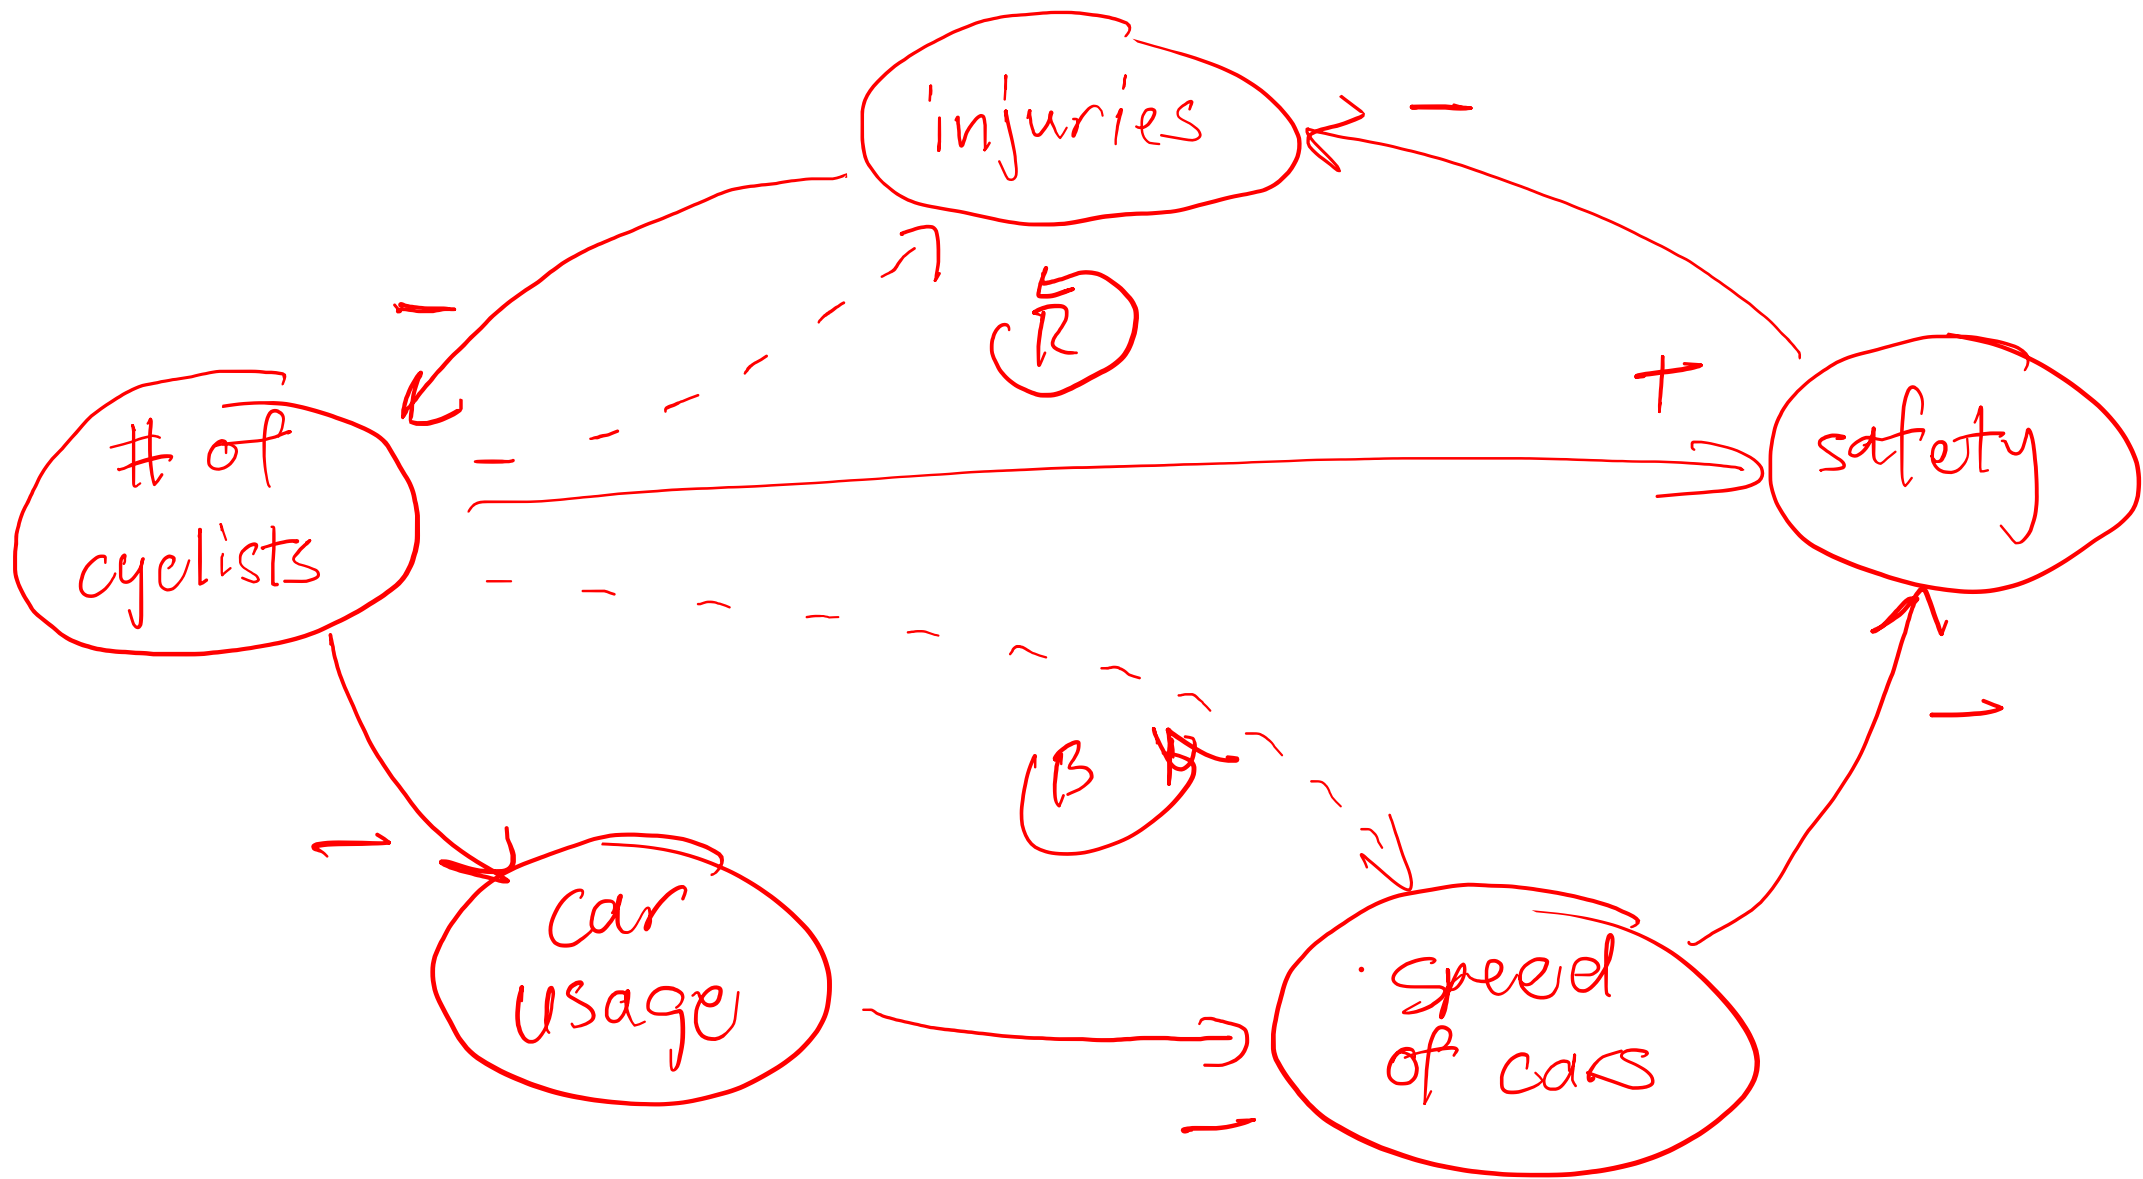 injuries
−
−
R
+
# of
cyclists
safety
−
B
−
car
usage
speed
of cars
−